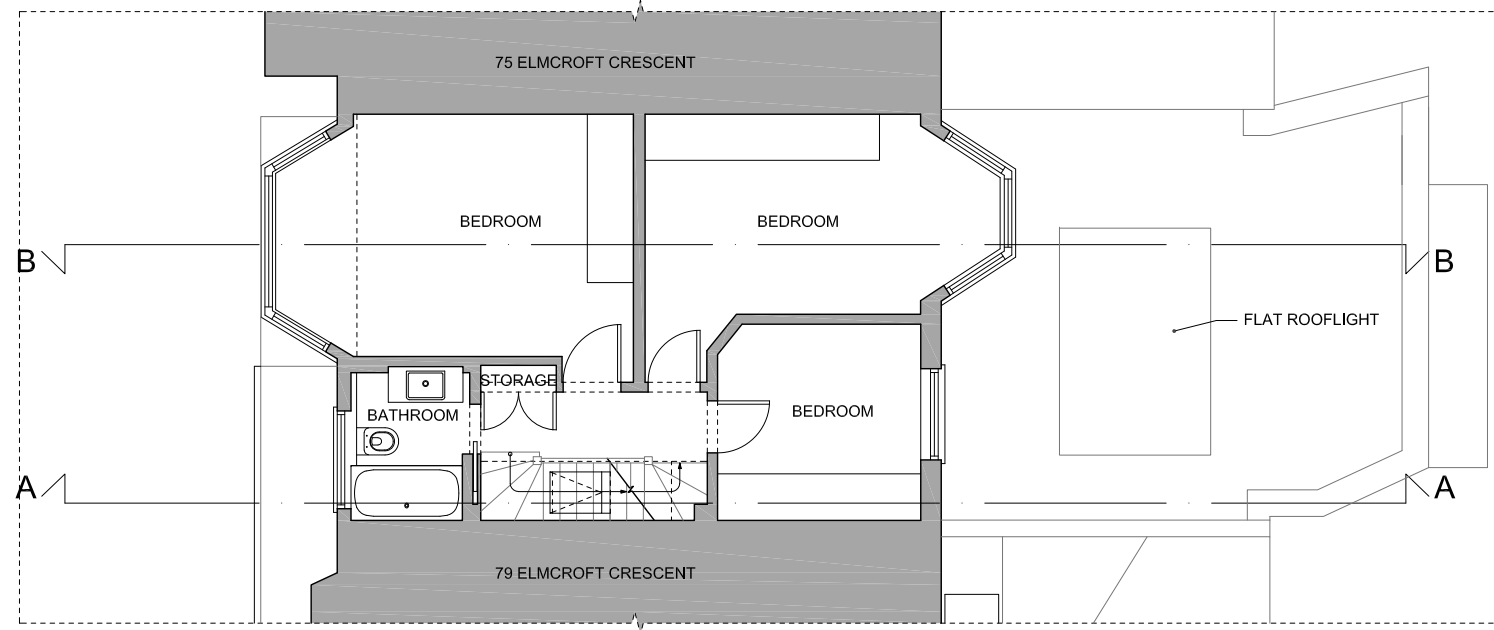 75 ELMCROFT CRESCENT
BEDROOM
BEDROOM
B
B
FLAT ROOFLIGHT
STORAGE
BATHROOM
BEDROOM
A
A
79 ELMCROFT CRESCENT